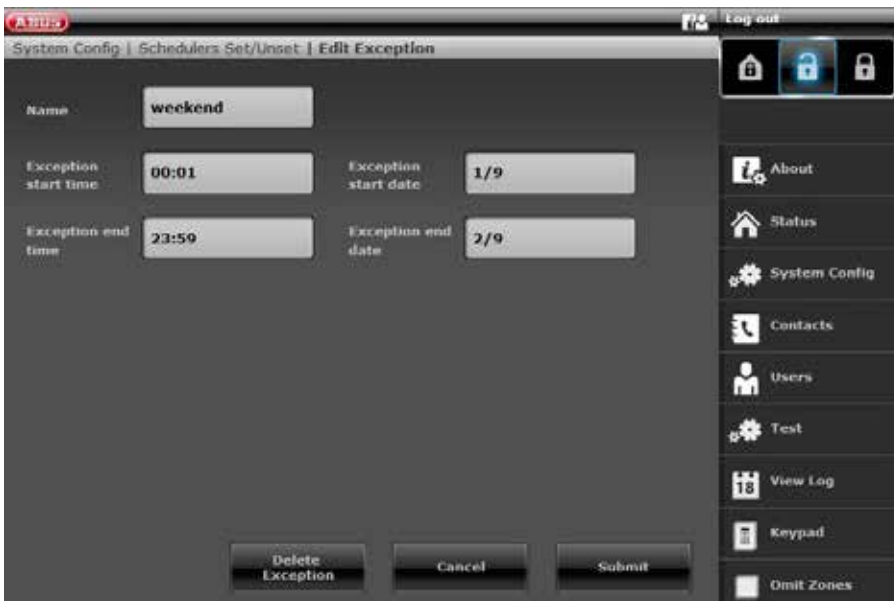 ABUS
Log out
System Config | Schedulers Set/Unset | Edit Exception
Name
weekend
Exception
start time
00:01
Exception
start date
1/9
Exception end
time
23:59
Exception end
date
2/9
Delete
Exception
Cancel
Submit
About
Status
System Config
Contacts
Users
Test
18
View Log
Keypad
Omit Zones